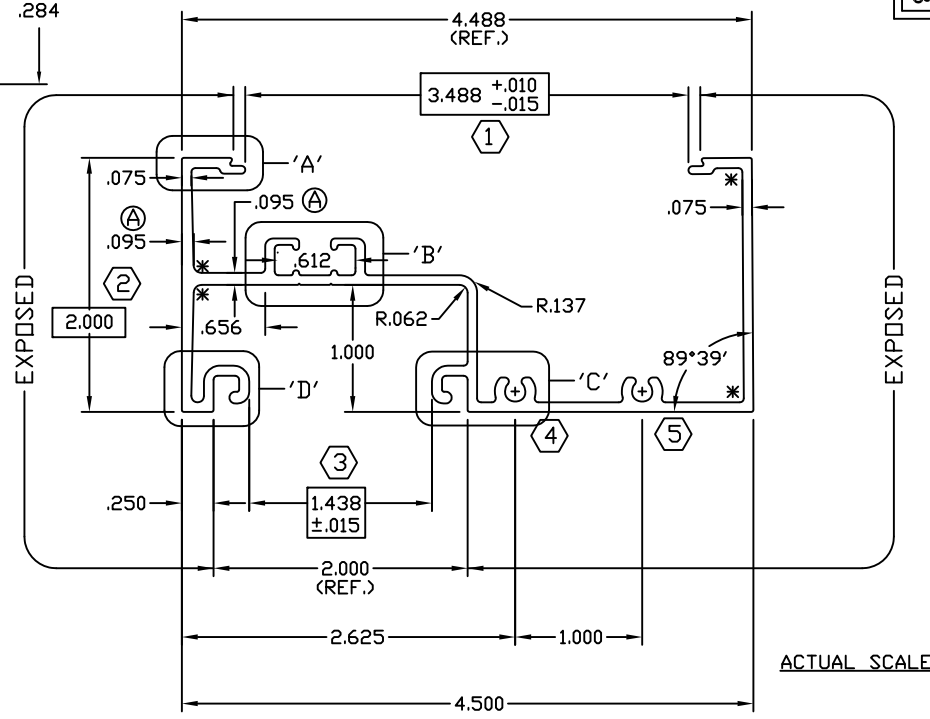 .284
4.488
(REF.)
3.488 +.010 -.015
1
'A'
.075
.095 A
A
.095
.075
'B'
.612
2
2.000
EXPOSED
EXPOSED
.656
R.062
R.137
1.000
89°39'
'D'
'C'
4
5
3
.250
1.438
±.015
2.000
(REF.)
2.625
1.000
ACTUAL SCALE
4.500